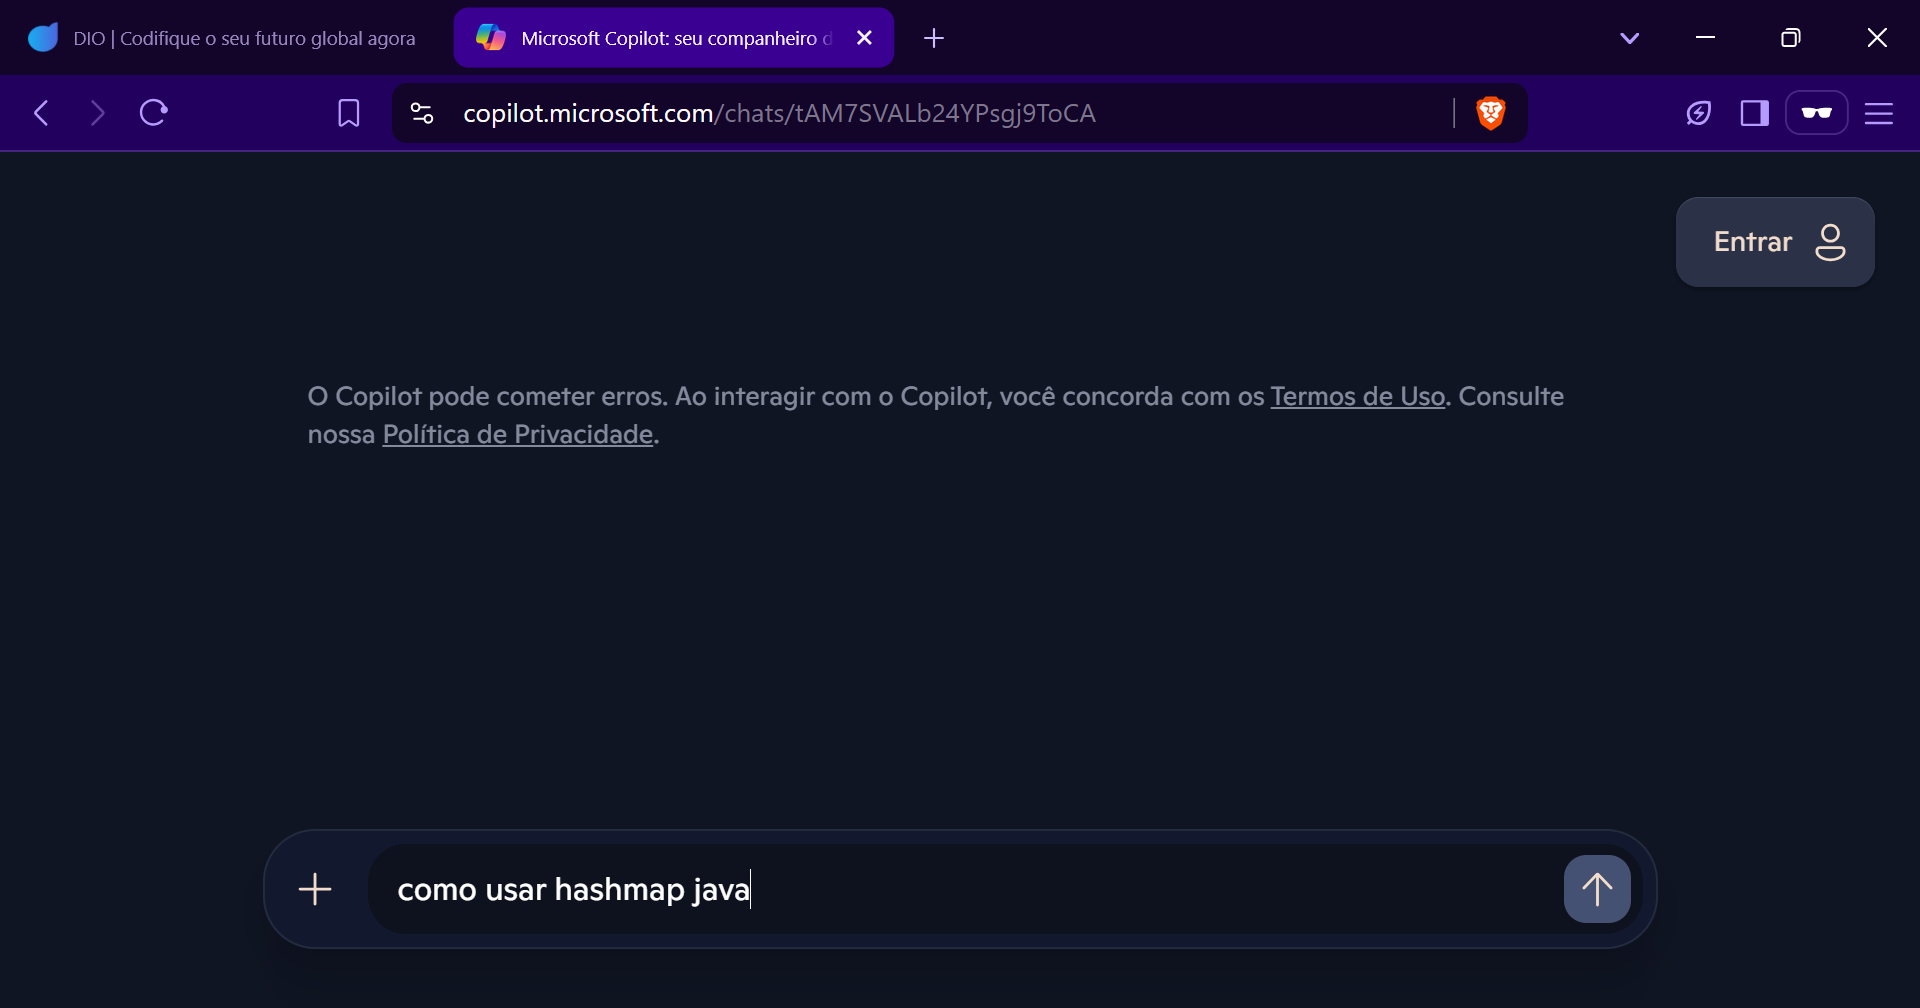 DIO | Codifique o seu futuro global agora
Microsoft Copilot: seu companheiro d
copilot.microsoft.com/chats/tAM7SVALb24YPsgj9ToCA
Entrar
O Copilot pode cometer erros. Ao interagir com o Copilot, você concorda com os Termos de Uso. Consulte
nossa Política de Privacidade.
como usar hashmap java